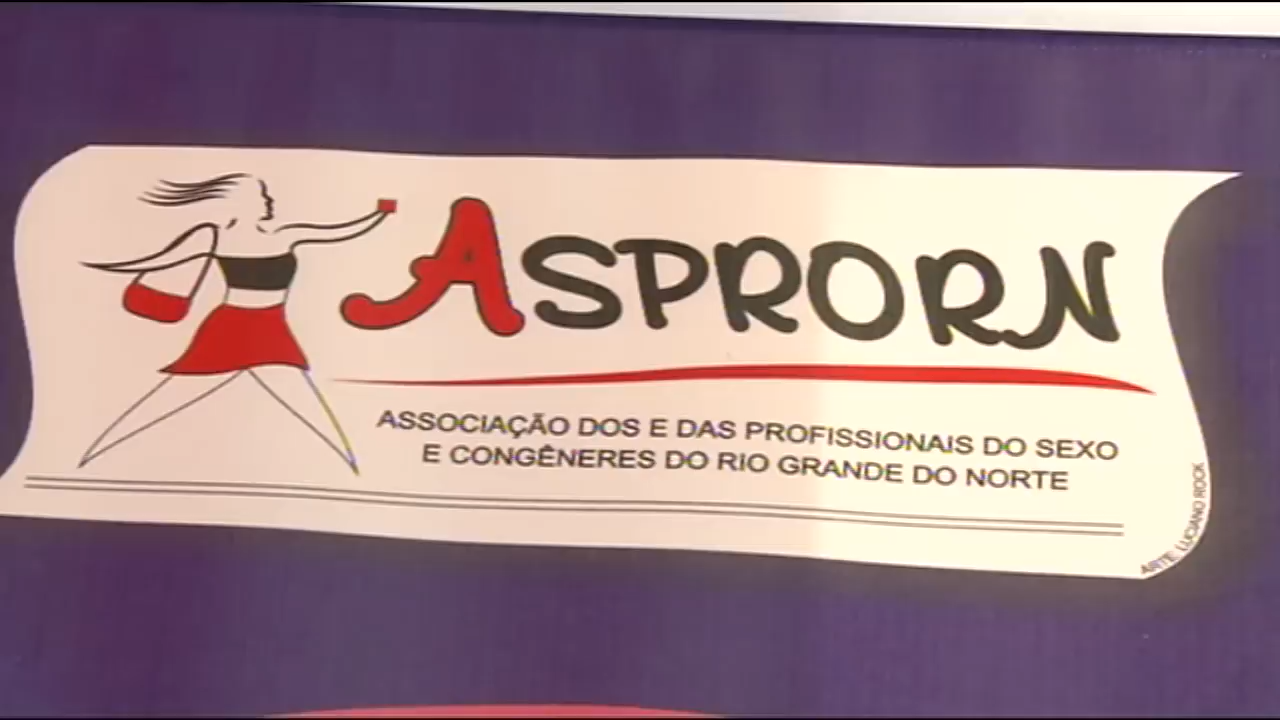 ASPRORN
ASSOCIAÇÃO DOS E DAS PROFISSIONAIS DO SEXO
E CONGÊNERES DO RIO GRANDE DO NORTE
ARTE: LUCIANO ROCK